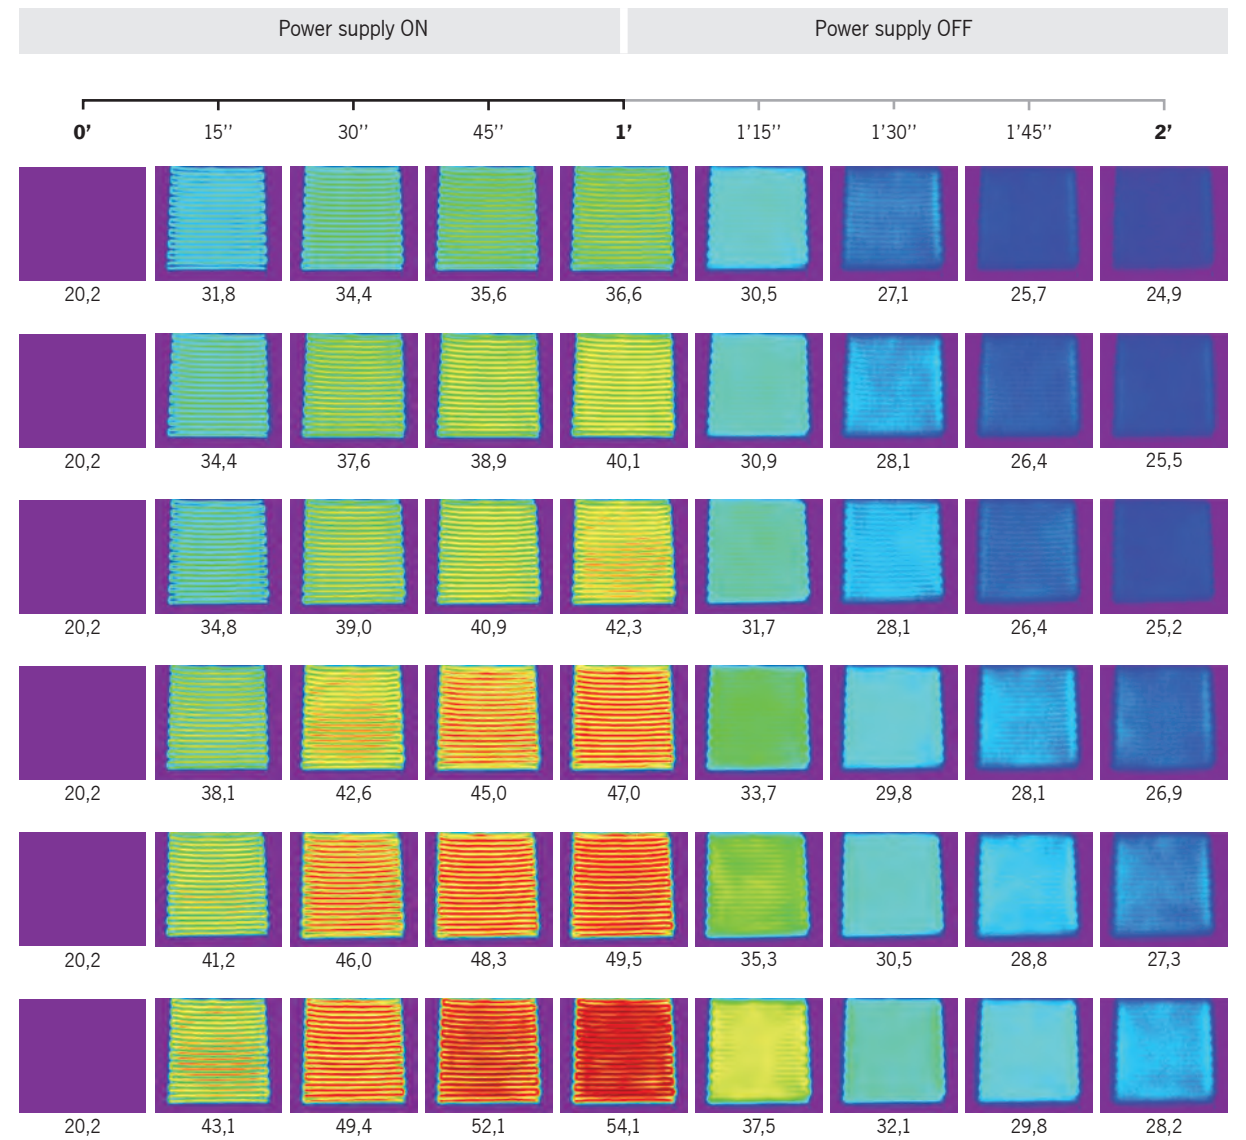 Power supply ON Power supply OFF
0' 15'' 30'' 45'' 1' 1'15'' 1'30'' 1'45'' 2'
20,2 31,8 34,4 35,6 36,6 30,5 27,1 25,7 24,9
20,2 34,4 37,6 38,9 40,1 30,9 28,1 26,4 25,5
20,2 34,8 39,0 40,9 42,3 31,7 28,1 26,4 25,2
20,2 38,1 42,6 45,0 47,0 33,7 29,8 28,1 26,9
20,2 41,2 46,0 48,3 49,5 35,3 30,5 28,8 27,3
20,2 43,1 49,4 52,1 54,1 37,5 32,1 29,8 28,2